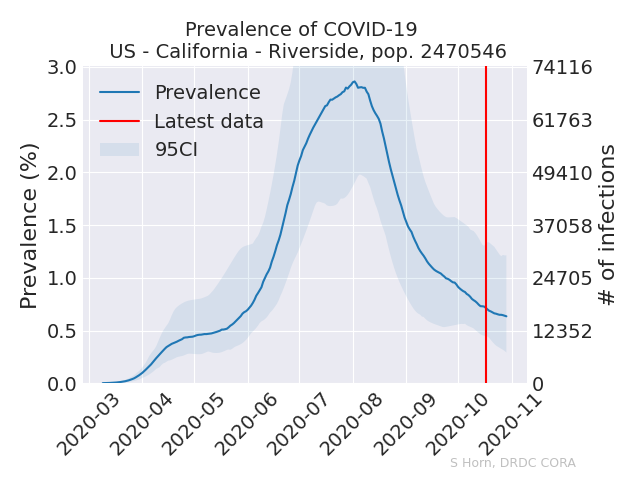 Prevalence of COVID-19
US - California - Riverside, pop. 2470546
3.0
2.5
2.0
1.5
1.0
0.5
0.0
Prevalence (%)
Prevalence
Latest data
95CI
74116
61763
49410
37058
24705
12352
0
# of infections
2020-03
2020-04
2020-05
2020-06
2020-07
2020-08
2020-09
2020-10
2020-11
S Horn, DRDC CORA